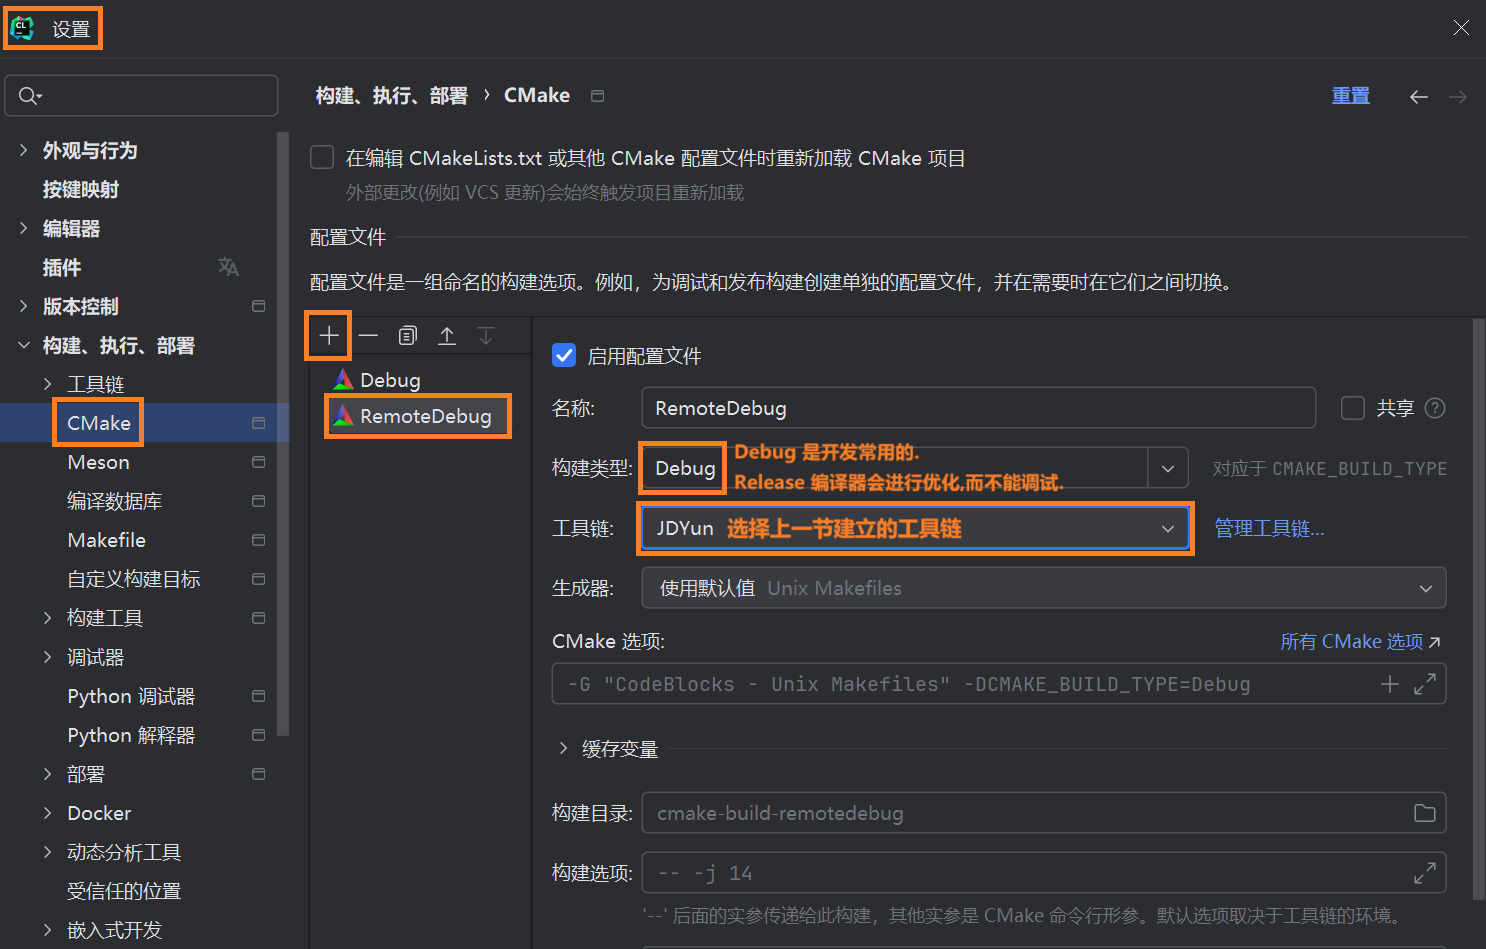 CL
设置
构建、执行、部署 › CMake
重置
外观与行为
按键映射
编辑器
插件
版本控制
构建、执行、部署
工具链
CMake
Meson
编译数据库
Makefile
自定义构建目标
构建工具
调试器
Python 调试器
Python 解释器
部署
Docker
动态分析工具
受信任的位置
嵌入式开发
在编辑 CMakeLists.txt 或其他 CMake 配置文件时重新加载 CMake 项目
外部更改(例如 VCS 更新)会始终触发项目重新加载
配置文件
配置文件是一组命名的构建选项。例如，为调试和发布构建创建单独的配置文件，并在需要时在它们之间切换。
Debug
RemoteDebug
启用配置文件
名称: RemoteDebug 共享 ?
构建类型: Debug 对应于 CMAKE_BUILD_TYPE
Debug 是开发常用的.
Release 编译器会进行优化,而不能调试.
工具链: JDYun 选择上一节建立的工具链 管理工具链...
生成器: 使用默认值 Unix Makefiles
CMake 选项: 所有 CMake 选项↗
-G "CodeBlocks - Unix Makefiles" -DCMAKE_BUILD_TYPE=Debug
缓存变量
构建目录: cmake-build-remotedebug
构建选项: -- -j 14
'--' 后面的实参传递给此构建，其他实参是 CMake 命令行形参。默认选项取决于工具链的环境。